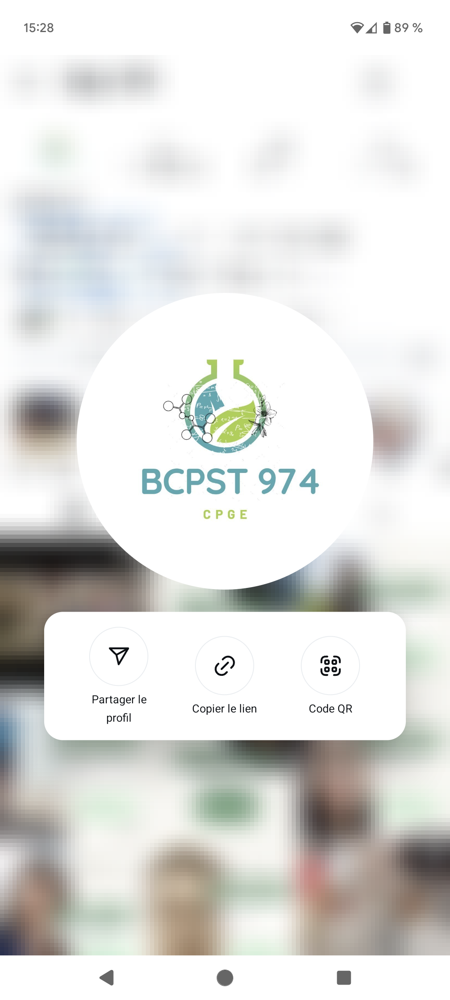 15:28
89 %
BCPST 974
CPGE
Partager le
profil
Copier le lien
Code QR